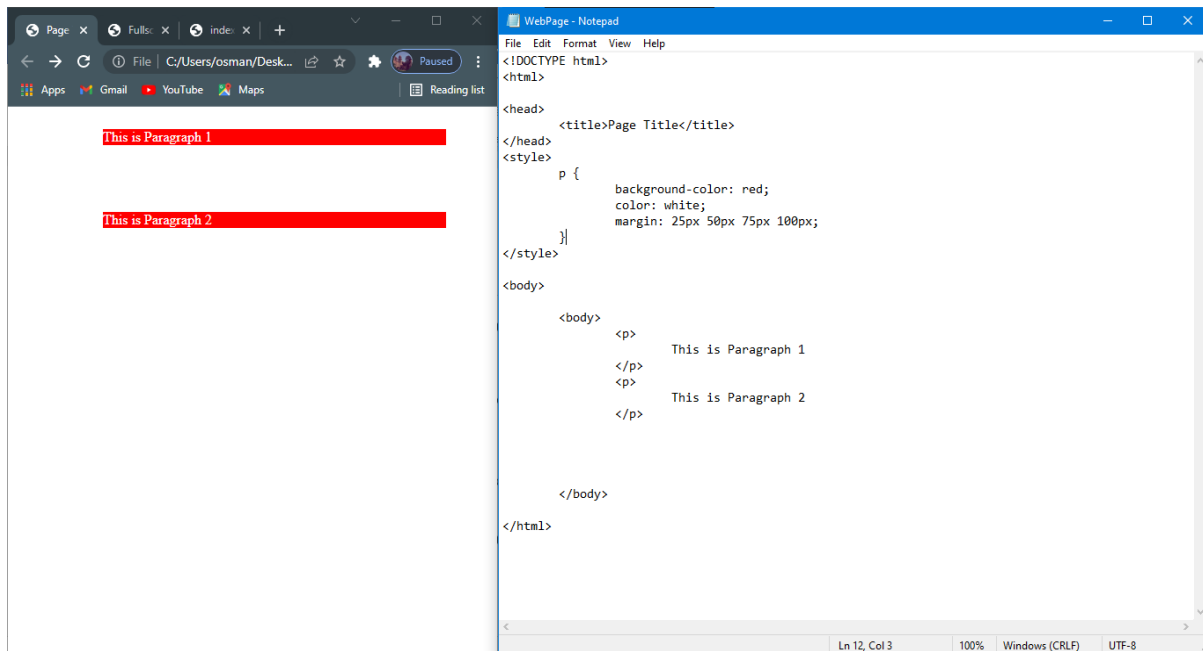 Page
Fullsc
index
File C:/Users/osman/Desk... Paused
Apps Gmail YouTube Maps Reading list
This is Paragraph 1
This is Paragraph 2
WebPage - Notepad
File Edit Format View Help
<!DOCTYPE html>
<html>
<head>
<title>Page Title</title>
</head>
<style>
p {
background-color: red;
color: white;
margin: 25px 50px 75px 100px;
}
</style>
<body>
<body>
<p>
This is Paragraph 1
</p>
<p>
This is Paragraph 2
</p>
</body>
</html>
Ln 12, Col 3 100% Windows (CRLF) UTF-8